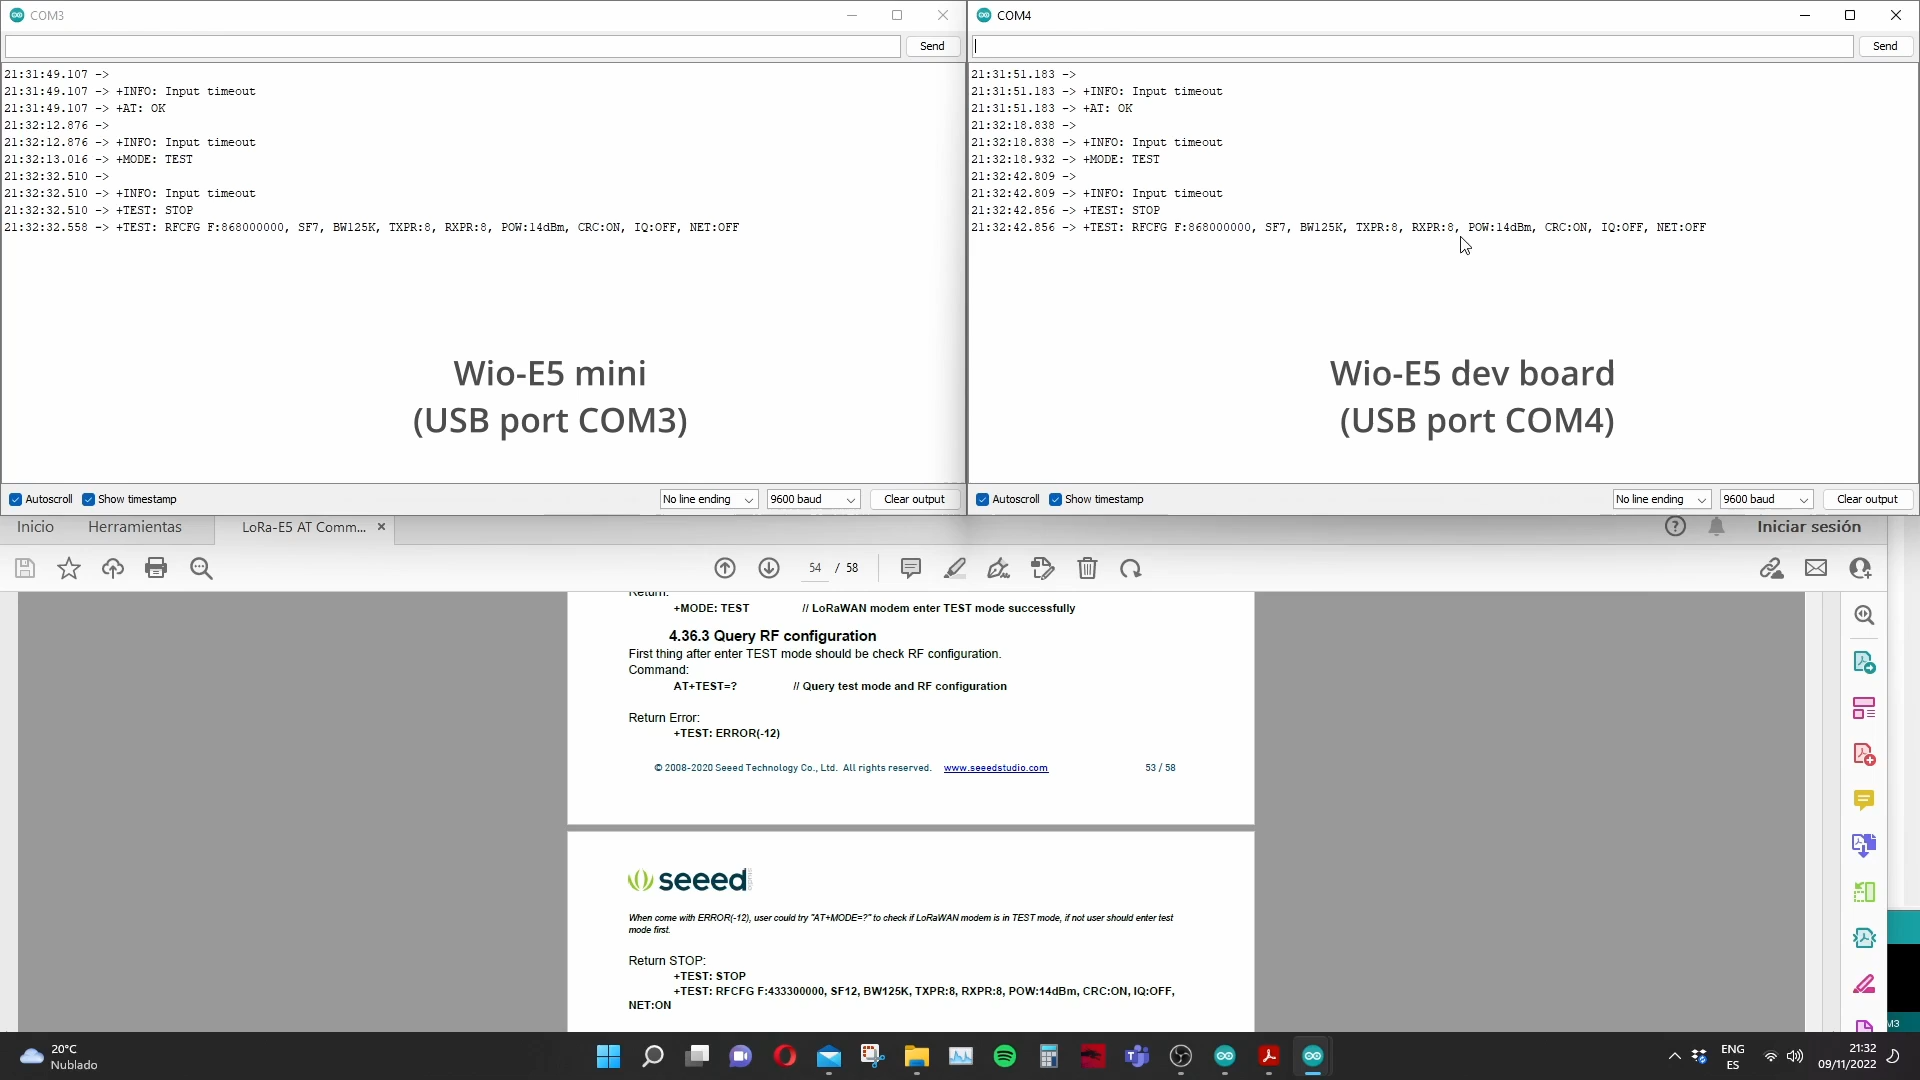 COM3
Send
21:31:49.107 ->
21:31:49.107 -> +INFO: Input timeout
21:31:49.107 -> +AT: OK
21:32:12.876 ->
21:32:12.876 -> +INFO: Input timeout
21:32:13.016 -> +MODE: TEST
21:32:32.510 ->
21:32:32.510 -> +INFO: Input timeout
21:32:32.510 -> +TEST: STOP
21:32:32.558 -> +TEST: RFCFG F:868000000, SF7, BW125K, TXPR:8, RXPR:8, POW:14dBm, CRC:ON, IQ:OFF, NET:OFF
Wio-E5 mini
(USB port COM3)
Autoscroll Show timestamp No line ending 9600 baud Clear output
COM4
Send
21:31:51.183 ->
21:31:51.183 -> +INFO: Input timeout
21:31:51.183 -> +AT: OK
21:32:18.838 ->
21:32:18.838 -> +INFO: Input timeout
21:32:18.932 -> +MODE: TEST
21:32:42.809 ->
21:32:42.809 -> +INFO: Input timeout
21:32:42.856 -> +TEST: STOP
21:32:42.856 -> +TEST: RFCFG F:868000000, SF7, BW125K, TXPR:8, RXPR:8, POW:14dBm, CRC:ON, IQ:OFF, NET:OFF
Wio-E5 dev board
(USB port COM4)
Autoscroll Show timestamp No line ending 9600 baud Clear output
Inicio Herramientas LoRa-E5 AT Comm... Iniciar sesión
54 / 58
Return:
+MODE: TEST // LoRaWAN modem enter TEST mode successfully
4.36.3 Query RF configuration
First thing after enter TEST mode should be check RF configuration.
Command:
AT+TEST=? // Query test mode and RF configuration
Return Error:
+TEST: ERROR(-12)
© 2008-2020 Seeed Technology Co., Ltd. All rights reserved. www.seeedstudio.com 53 / 58
seeed
When come with ERROR(-12), user could try "AT+MODE=?" to check if LoRaWAN modem is in TEST mode, if not user should enter test
mode first.
Return STOP:
+TEST: STOP
+TEST: RFCFG F:433300000, SF12, BW125K, TXPR:8, RXPR:8, POW:14dBm, CRC:ON, IQ:OFF,
NET:ON
20°C
Nublado
ENG
ES
21:32
09/11/2022